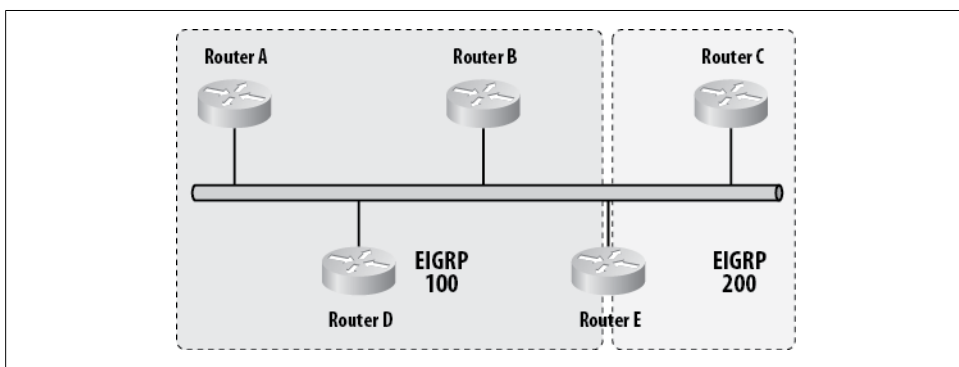 Router A
Router B
Router C
EIGRP
100
EIGRP
200
Router D
Router E